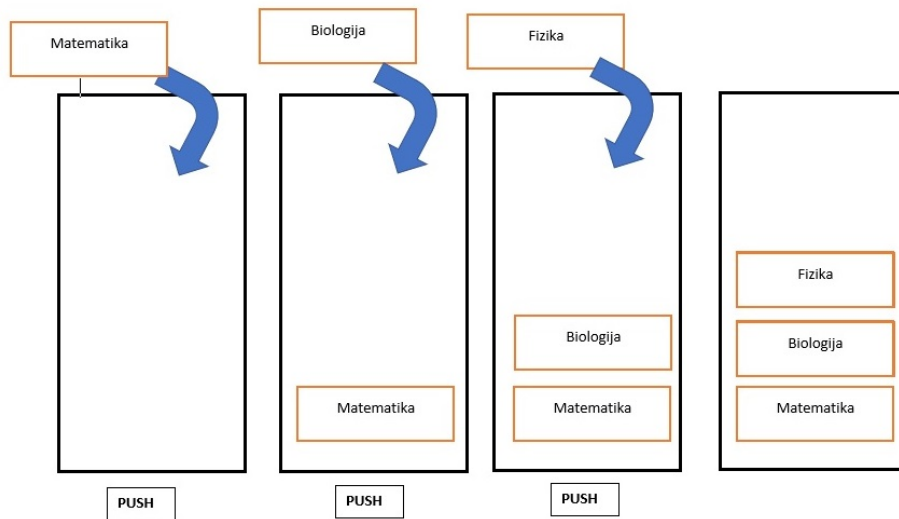 Matematika
Biologija
Fizika
Fizika
Biologija
Biologija
Matematika
Matematika
Matematika
PUSH
PUSH
PUSH